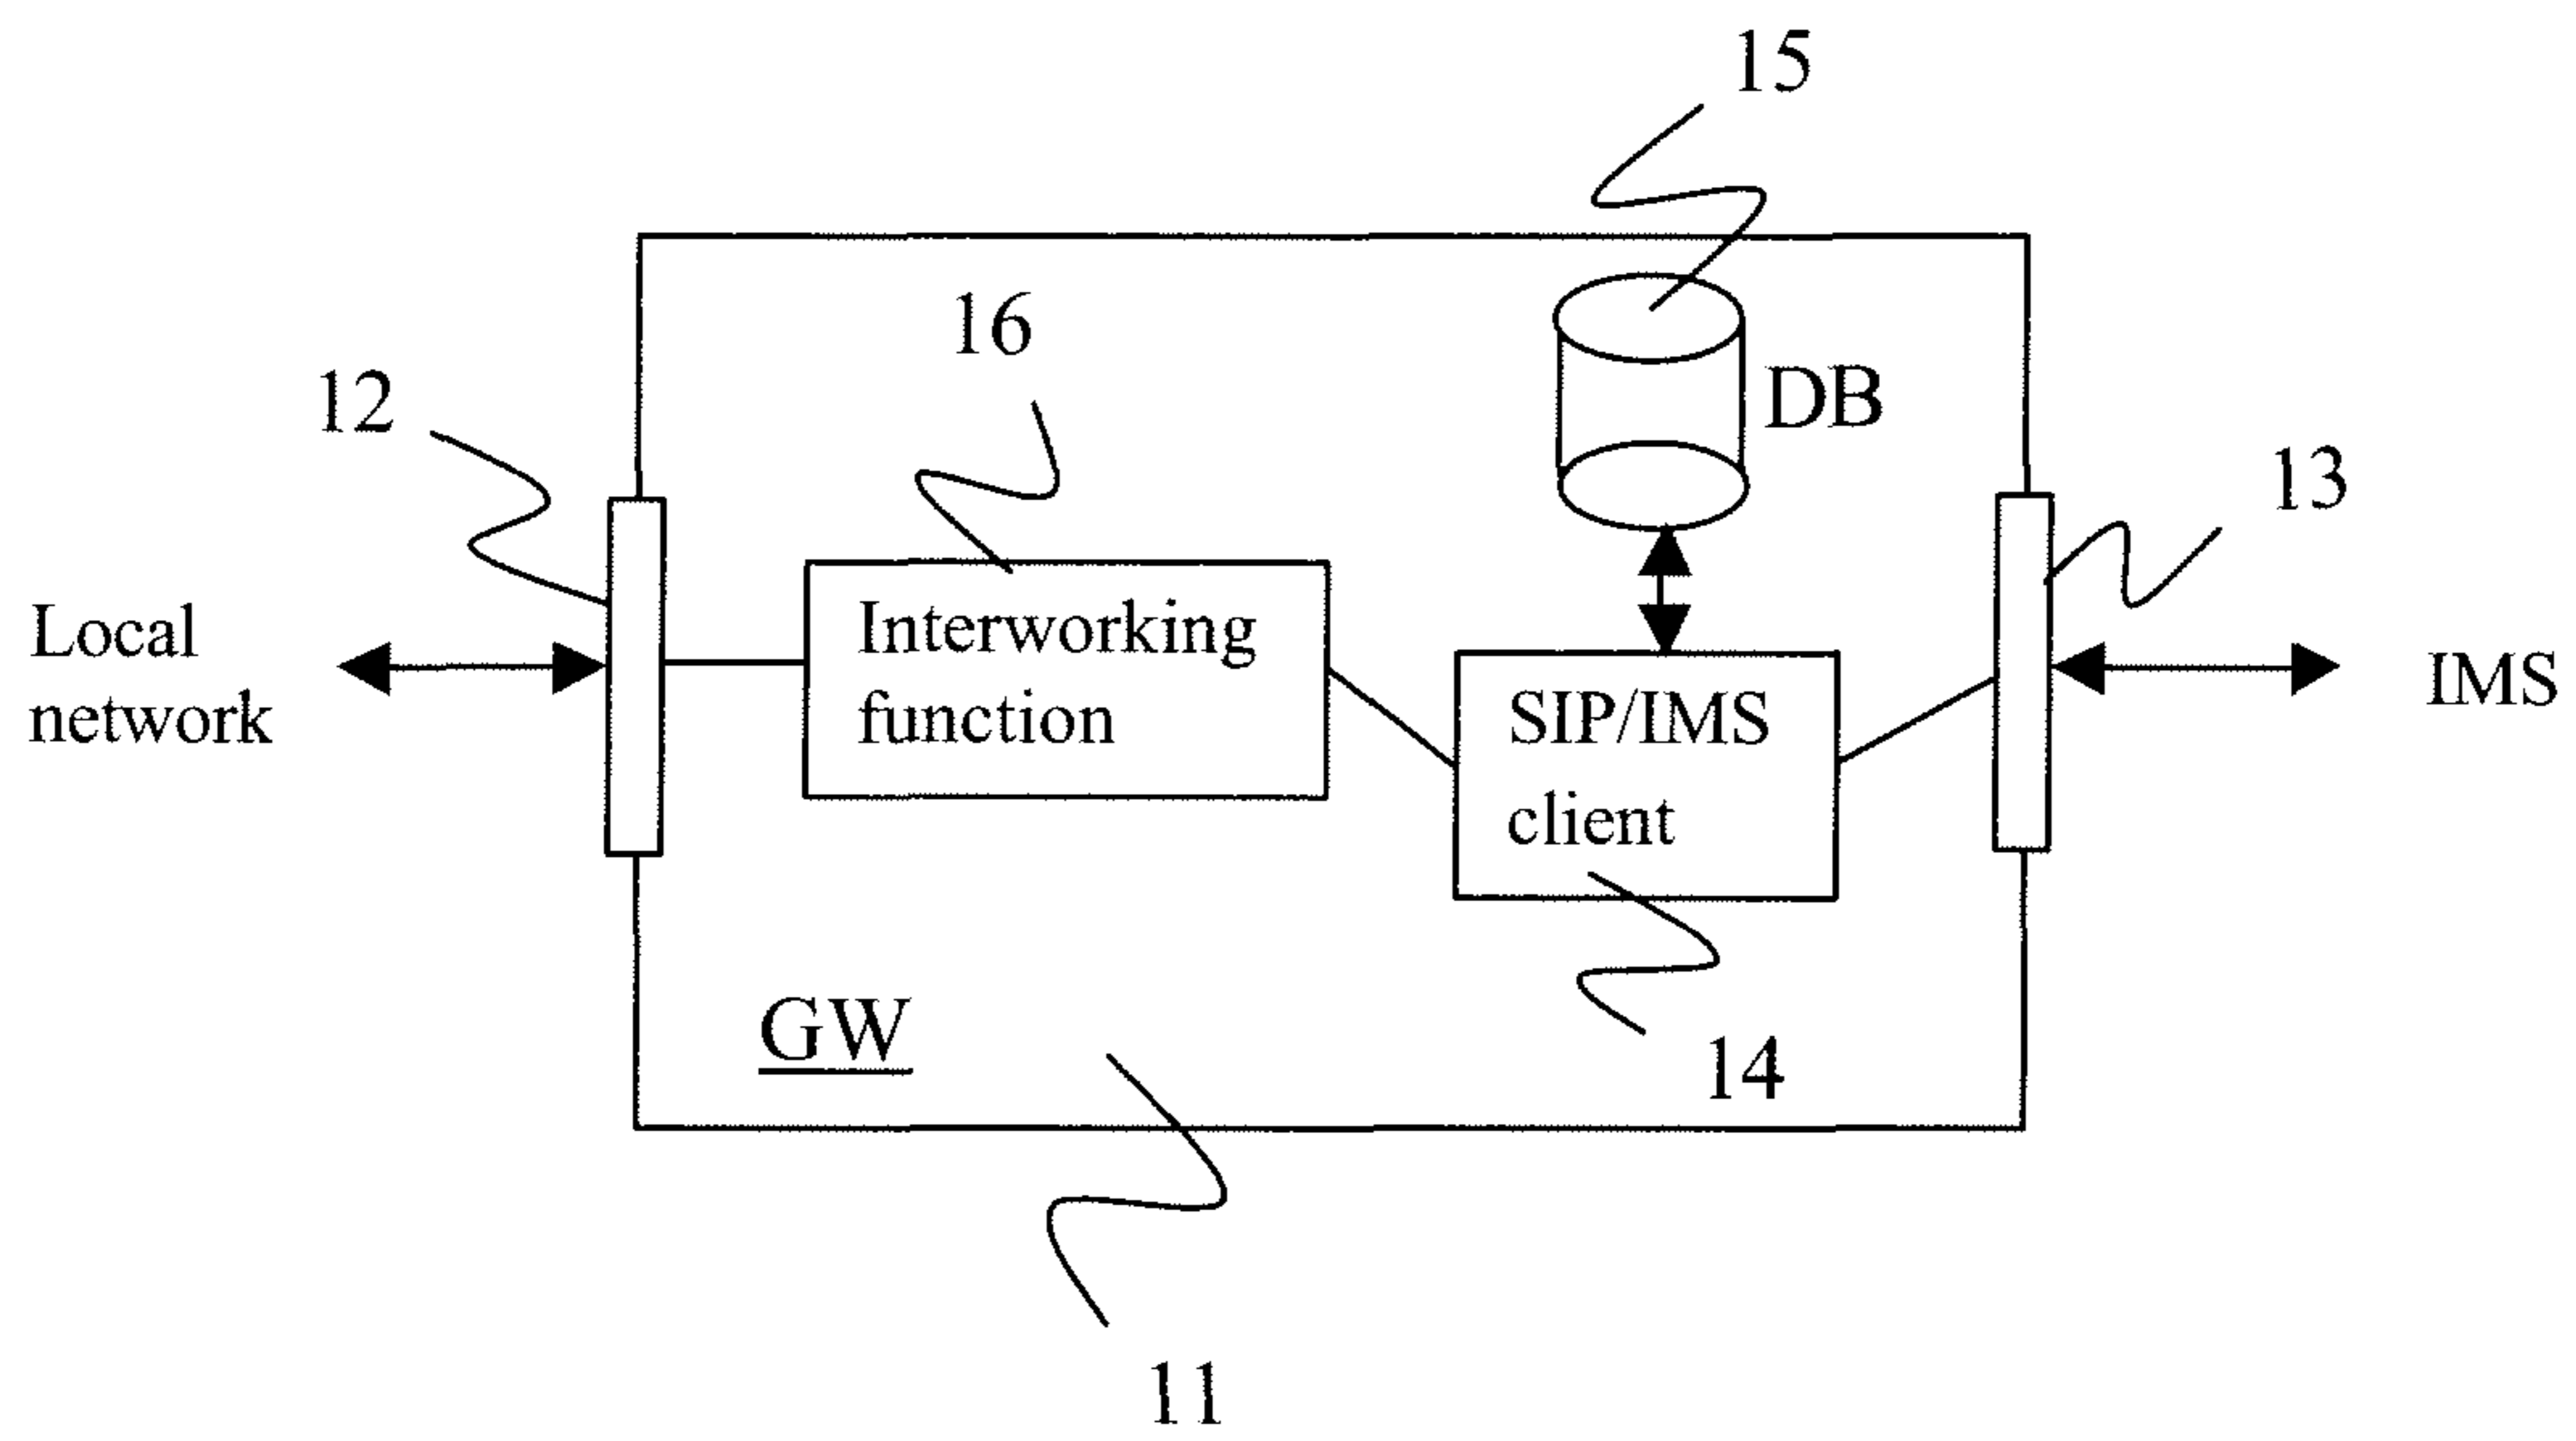 15
16
12
DB
13
Local
network
Interworking
function
SIP/IMS
client
IMS
GW
14
11